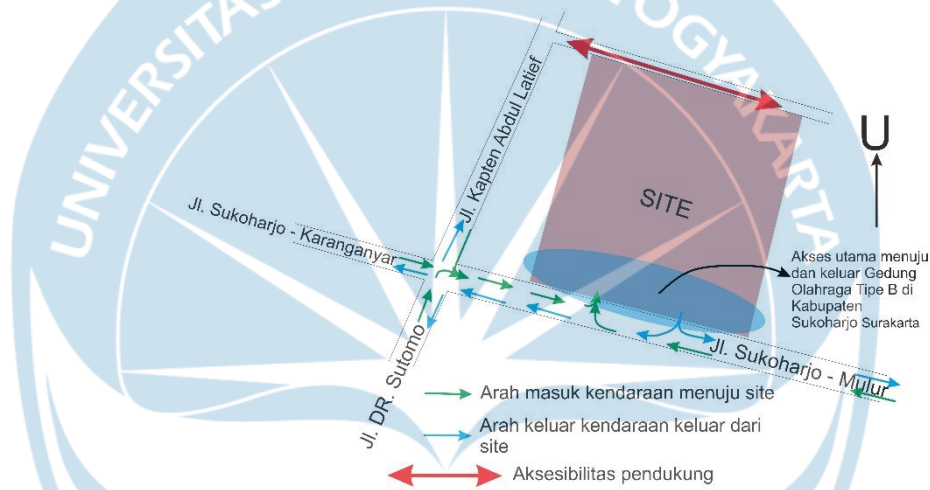 UNIVERSITAS
YOGYAKARTA
Jl. Kapten Abdul Latief
U
Jl. Sukoharjo - Karanganyar
SITE
Akses utama menuju
dan keluar Gedung
Olahraga Tipe B di
Kabupaten
Sukoharjo Surakarta
Jl. DR. Sutomo
Jl. Sukoharjo - Mulur
Arah masuk kendaraan menuju site
Arah keluar kendaraan keluar dari
site
Aksesibilitas pendukung